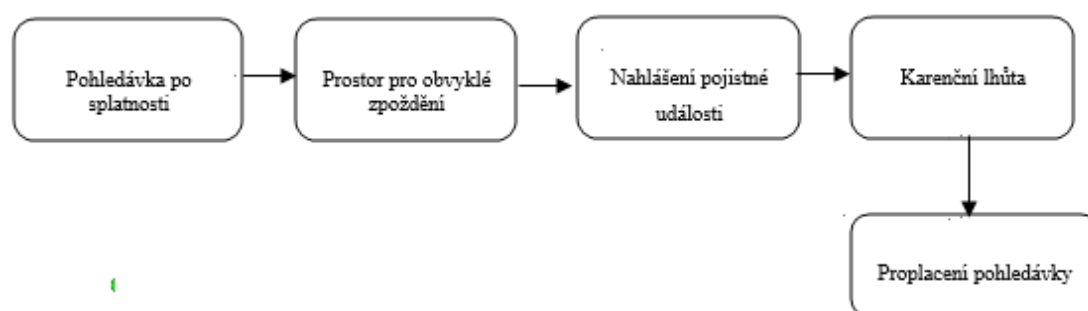 Pohledávka po
splatnosti
Prostor pro obvyklé
zpoždění
Nahlášení pojistné
události
Karenční lhůta
Proplacení pohledávky